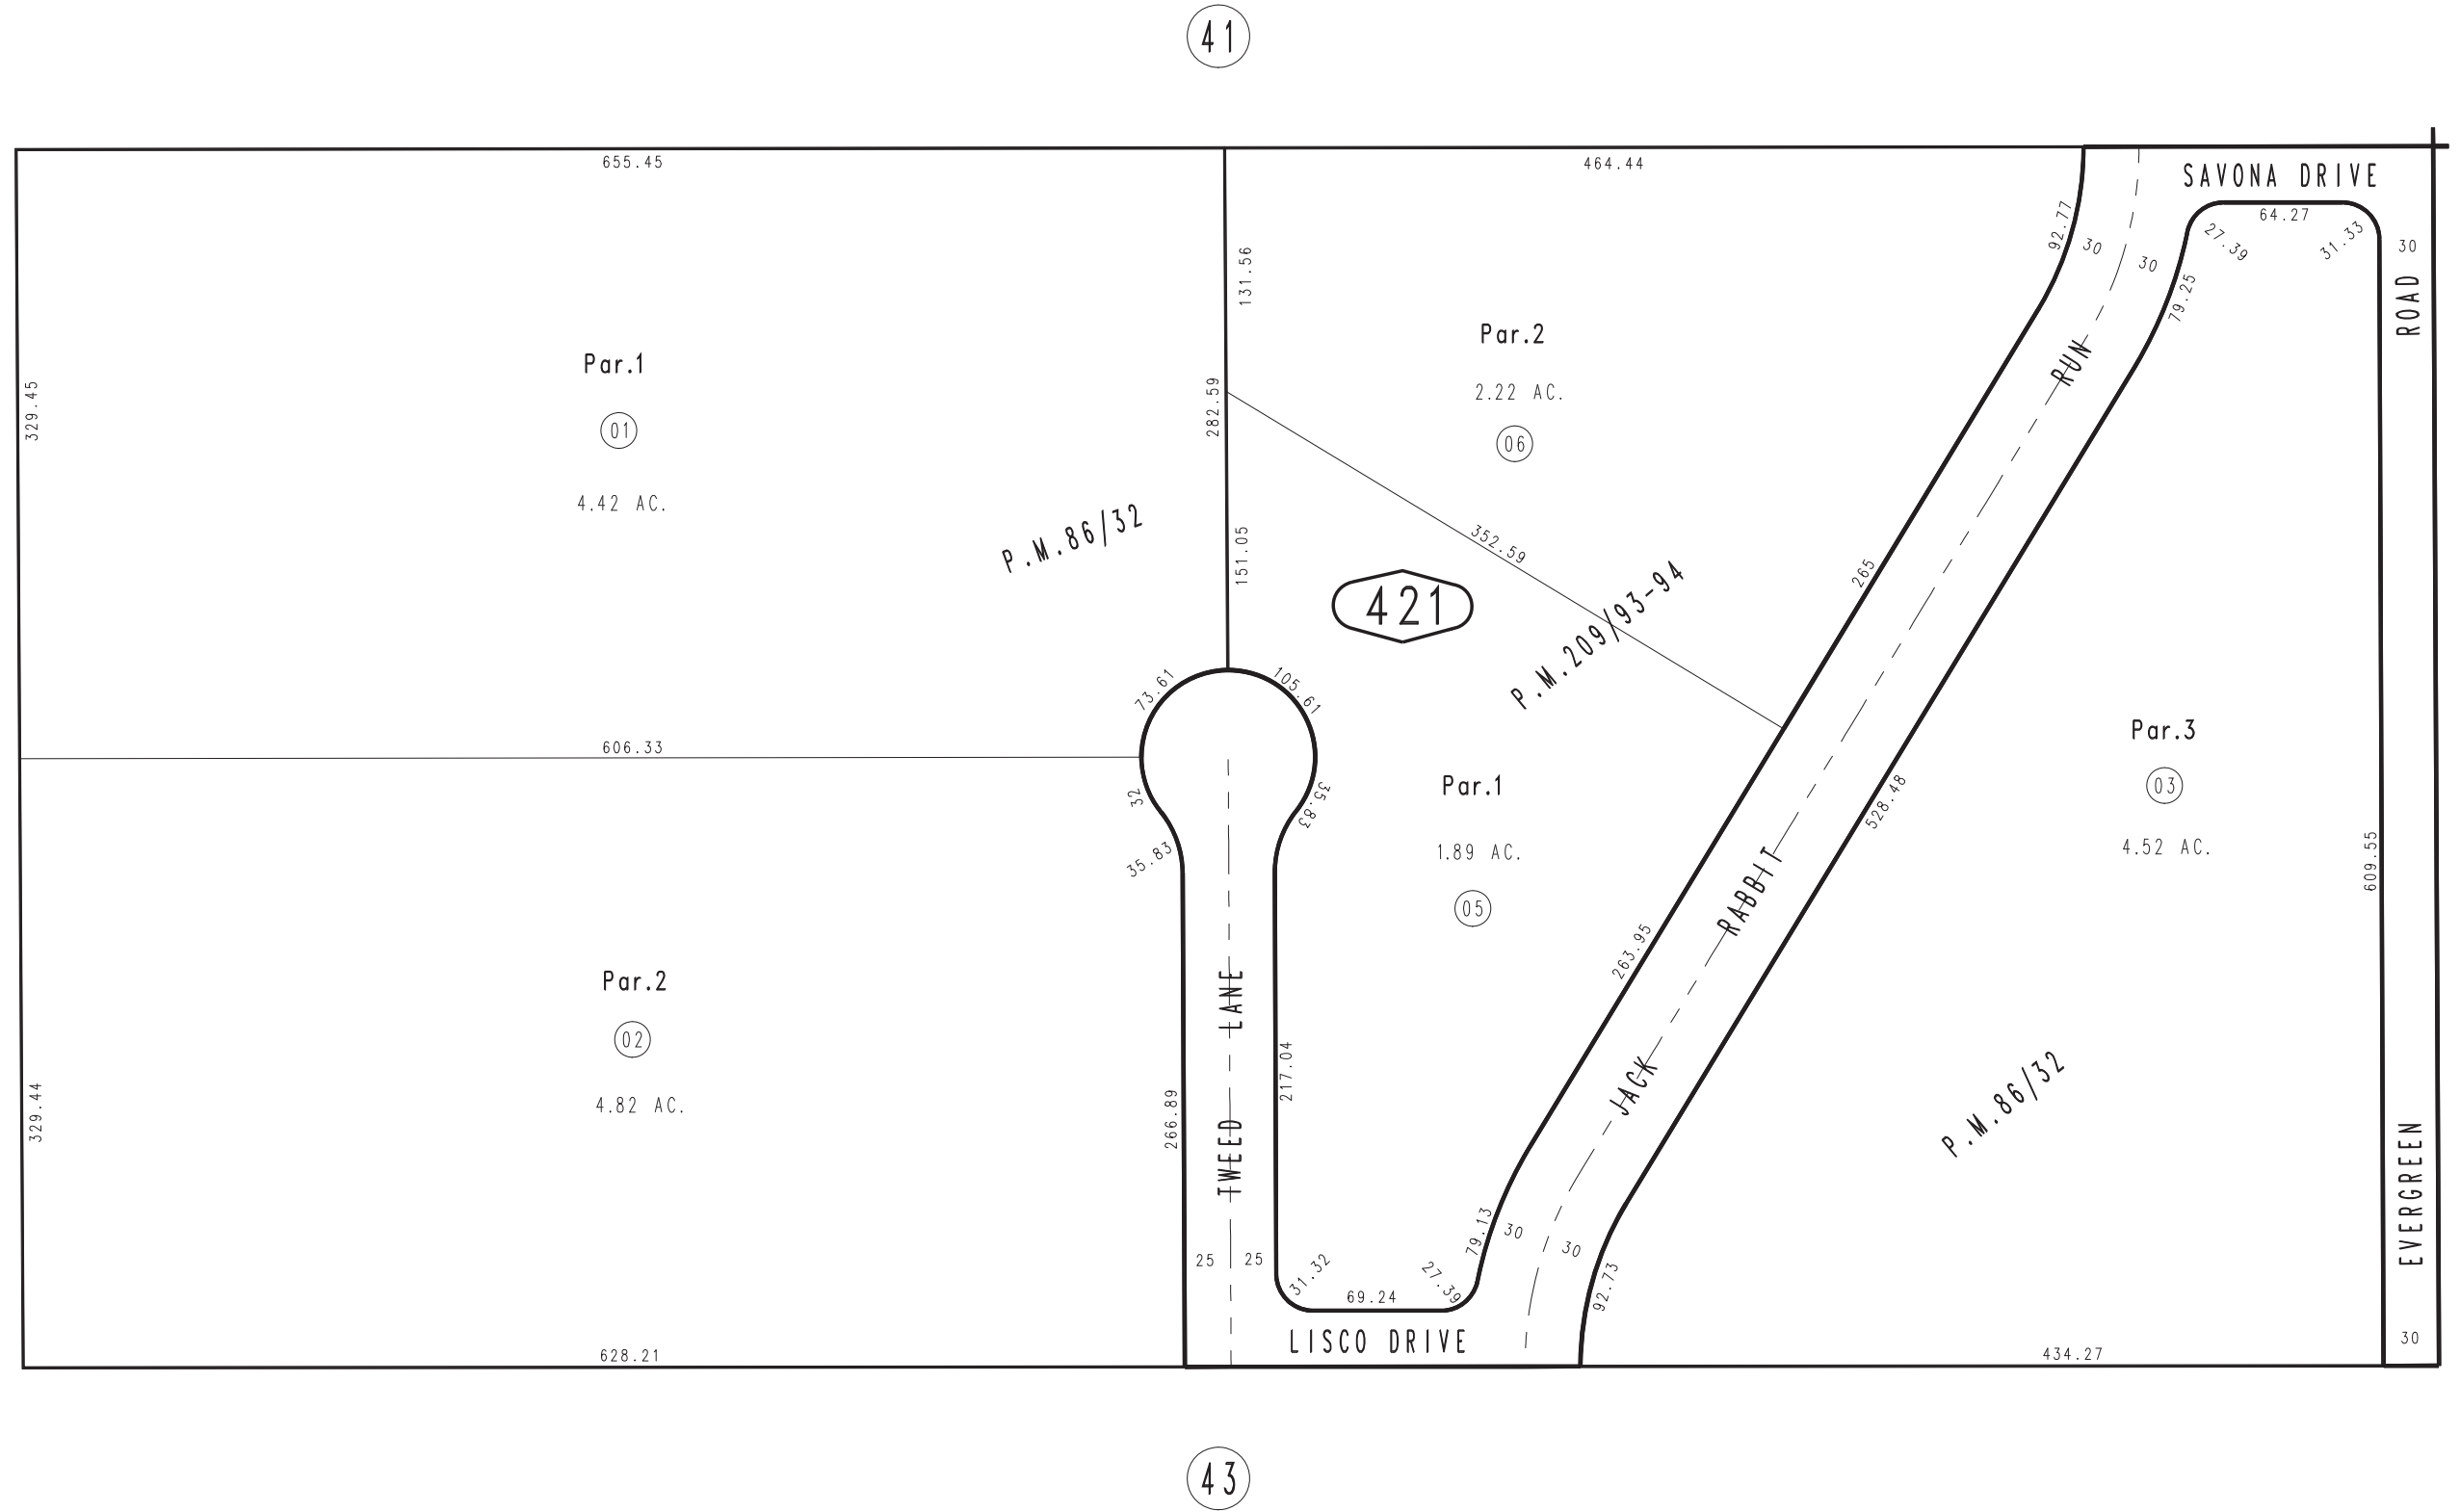 41
655.45
464.44
SAVONA DRIVE
64.27
27.39
31.33
30
92.77
30
30
79.25
ROAD
131.56
282.59
151.05
329.45
Par.1
01
4.42 AC.
P.M.86/32
Par.2
2.22 AC.
06
352.59
421
P.M.209/93-94
265
RUN
73.61
105.61
606.33
32
35.83
35.83
Par.1
1.89 AC.
05
263.95
528.48
JACK RABBIT
Par.3
03
4.52 AC.
609.55
Par.2
02
4.82 AC.
329.44
266.89
TWEED LANE
217.04
P.M.86/32
EVERGREEN
25
25
31.32
69.24
27.39
79.13
30
30
92.73
LISCO DRIVE
30
628.21
434.27
43